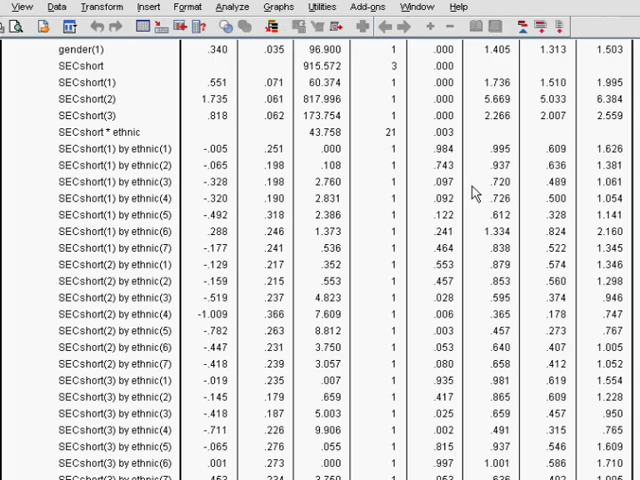 View Data Transform Insert Format Analyze Graphs Utilities Add-ons Window Help
gender(1) .340 .035 96.900 1 .000 1.405 1.313 1.503
SECshort 915.572 3 .000
SECshort(1) .551 .071 60.374 1 .000 1.736 1.510 1.995
SECshort(2) 1.735 .061 817.996 1 .000 5.669 5.033 6.384
SECshort(3) .818 .062 173.754 1 .000 2.266 2.007 2.559
SECshort * ethnic 43.758 21 .003
SECshort(1) by ethnic(1) -.005 .251 .000 1 .984 .995 .609 1.626
SECshort(1) by ethnic(2) -.065 .198 .108 1 .743 .937 .636 1.381
SECshort(1) by ethnic(3) -.328 .198 2.760 1 .097 .720 .489 1.061
SECshort(1) by ethnic(4) -.320 .190 2.831 1 .092 .726 .500 1.054
SECshort(1) by ethnic(5) -.492 .318 2.386 1 .122 .612 .328 1.141
SECshort(1) by ethnic(6) .288 .246 1.373 1 .241 1.334 .824 2.160
SECshort(1) by ethnic(7) -.177 .241 .536 1 .464 .838 .522 1.345
SECshort(2) by ethnic(1) -.129 .217 .352 1 .553 .879 .574 1.346
SECshort(2) by ethnic(2) -.159 .215 .553 1 .457 .853 .560 1.298
SECshort(2) by ethnic(3) -.519 .237 4.823 1 .028 .595 .374 .946
SECshort(2) by ethnic(4) -1.009 .366 7.609 1 .006 .365 .178 .747
SECshort(2) by ethnic(5) -.782 .263 8.812 1 .003 .457 .273 .767
SECshort(2) by ethnic(6) -.447 .231 3.750 1 .053 .640 .407 1.005
SECshort(2) by ethnic(7) -.418 .239 3.057 1 .080 .658 .412 1.052
SECshort(3) by ethnic(1) -.019 .235 .007 1 .935 .981 .619 1.554
SECshort(3) by ethnic(2) -.145 .179 .659 1 .417 .865 .609 1.228
SECshort(3) by ethnic(3) -.418 .187 5.003 1 .025 .659 .457 .950
SECshort(3) by ethnic(4) -.711 .226 9.906 1 .002 .491 .315 .765
SECshort(3) by ethnic(5) -.065 .276 .055 1 .815 .937 .546 1.609
SECshort(3) by ethnic(6) .001 .273 .000 1 .997 1.001 .586 1.710
SECshort(3) by ethnic(7)